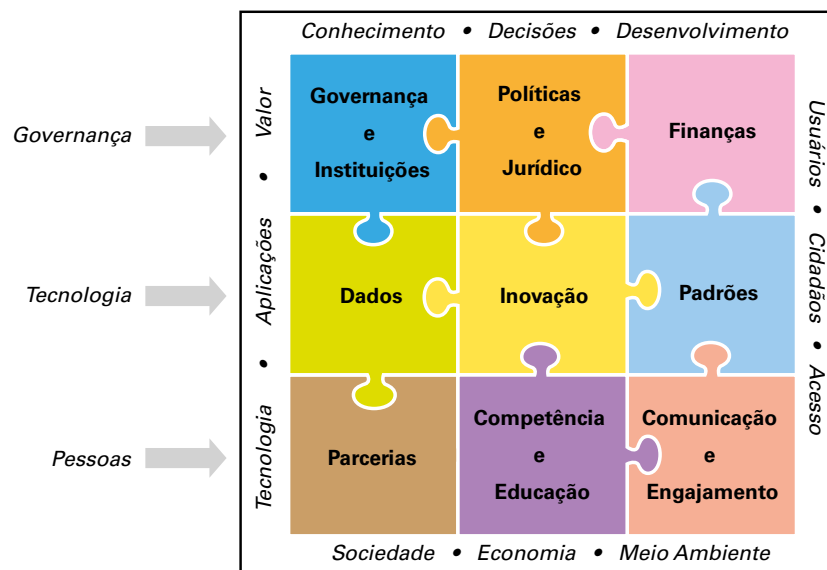 Conhecimento • Decisões • Desenvolvimento
Governança
Tecnologia
Pessoas
Tecnologia • Aplicações • Valor
Governança
e
Instituições
Políticas
e
Jurídico
Finanças
Dados
Inovação
Padrões
Parcerias
Competência
e
Educação
Comunicação
e
Engajamento
Usuários • Cidadãos • Acesso
Sociedade • Economia • Meio Ambiente